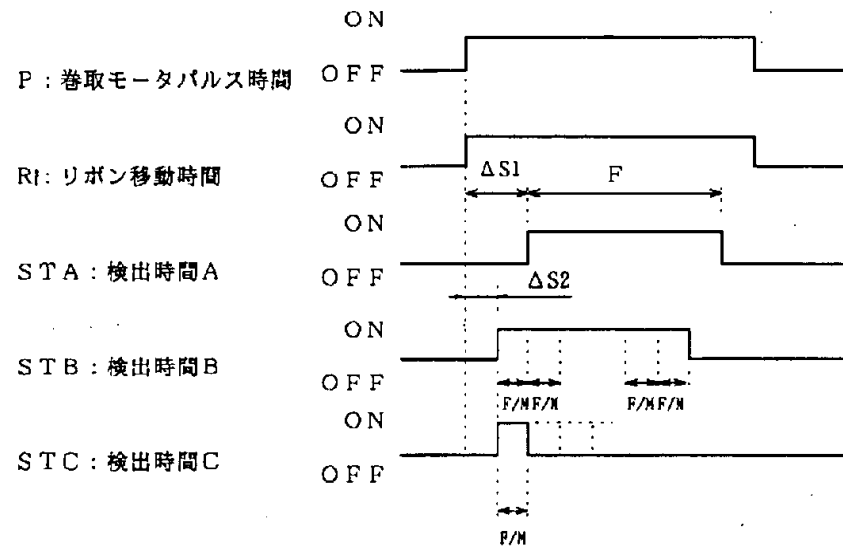 ON
P:巻取モータパルス時間 OFF
ON
Rt:リボン移動時間 OFF
ΔS1 F
ON
STA:検出時間A OFF
ΔS2
ON
STB:検出時間B OFF
F/M F/M F/M F/M
ON
STC:検出時間C OFF
F/M